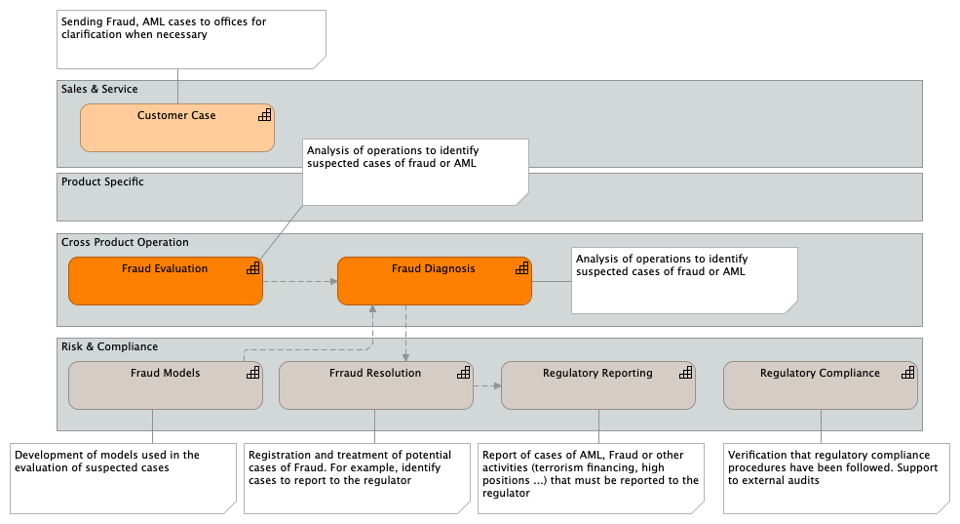 Sending Fraud, AML cases to offices for
clarification when necessary
Sales & Service
Customer Case
Analysis of operations to identify
suspected cases of fraud or AML
Product Specific
Cross Product Operation
Fraud Evaluation
Fraud Diagnosis
Analysis of operations to identify
suspected cases of fraud or AML
Risk & Compliance
Fraud Models
Frraud Resolution
Regulatory Reporting
Regulatory Compliance
Development of models used in the
evaluation of suspected cases
Registration and treatment of potential
cases of Fraud. For example, identify
cases to report to the regulator
Report of cases of AML, Fraud or other
activities (terrorism financing, high
positions ...) that must be reported to the
regulator
Verification that regulatory compliance
procedures have been followed. Support
to external audits